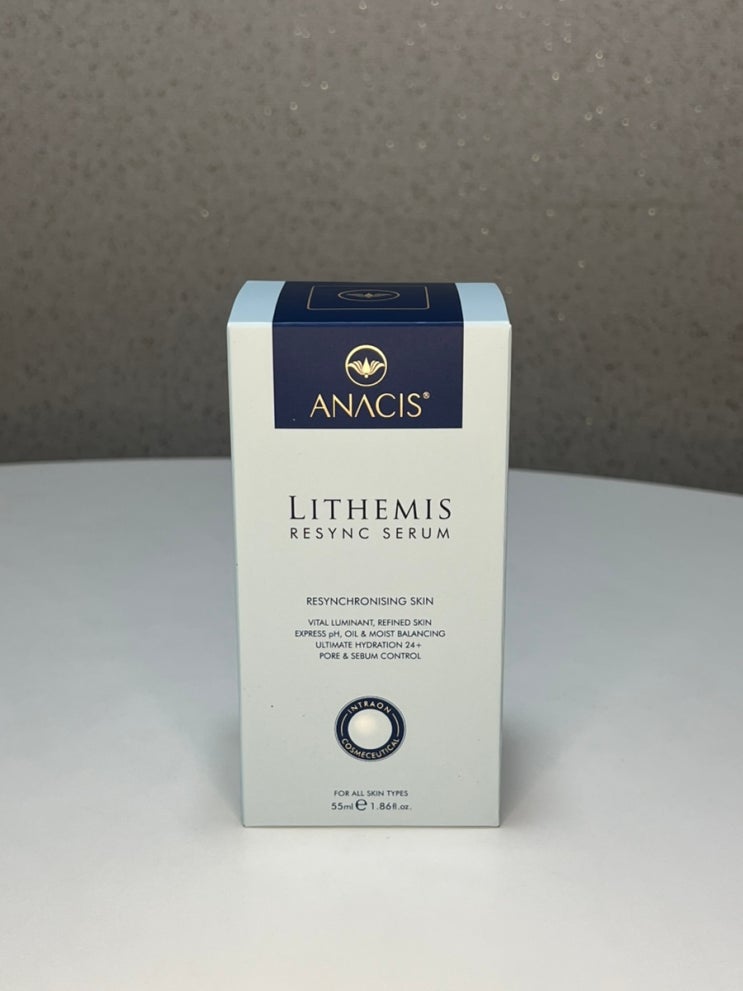 ANACIS®
LITHEMIS
RESYNC SERUM
RESYNCHRONISING SKIN
VITAL LUMINANT, REFINED SKIN
EXPRESS pH, OIL & MOIST BALANCING
ULTIMATE HYDRATION 24+
PORE & SEBUM CONTROL
INTRAON
COSMECEUTICAL
FOR ALL SKIN TYPES
55ml ℮ 1.86fl.oz.